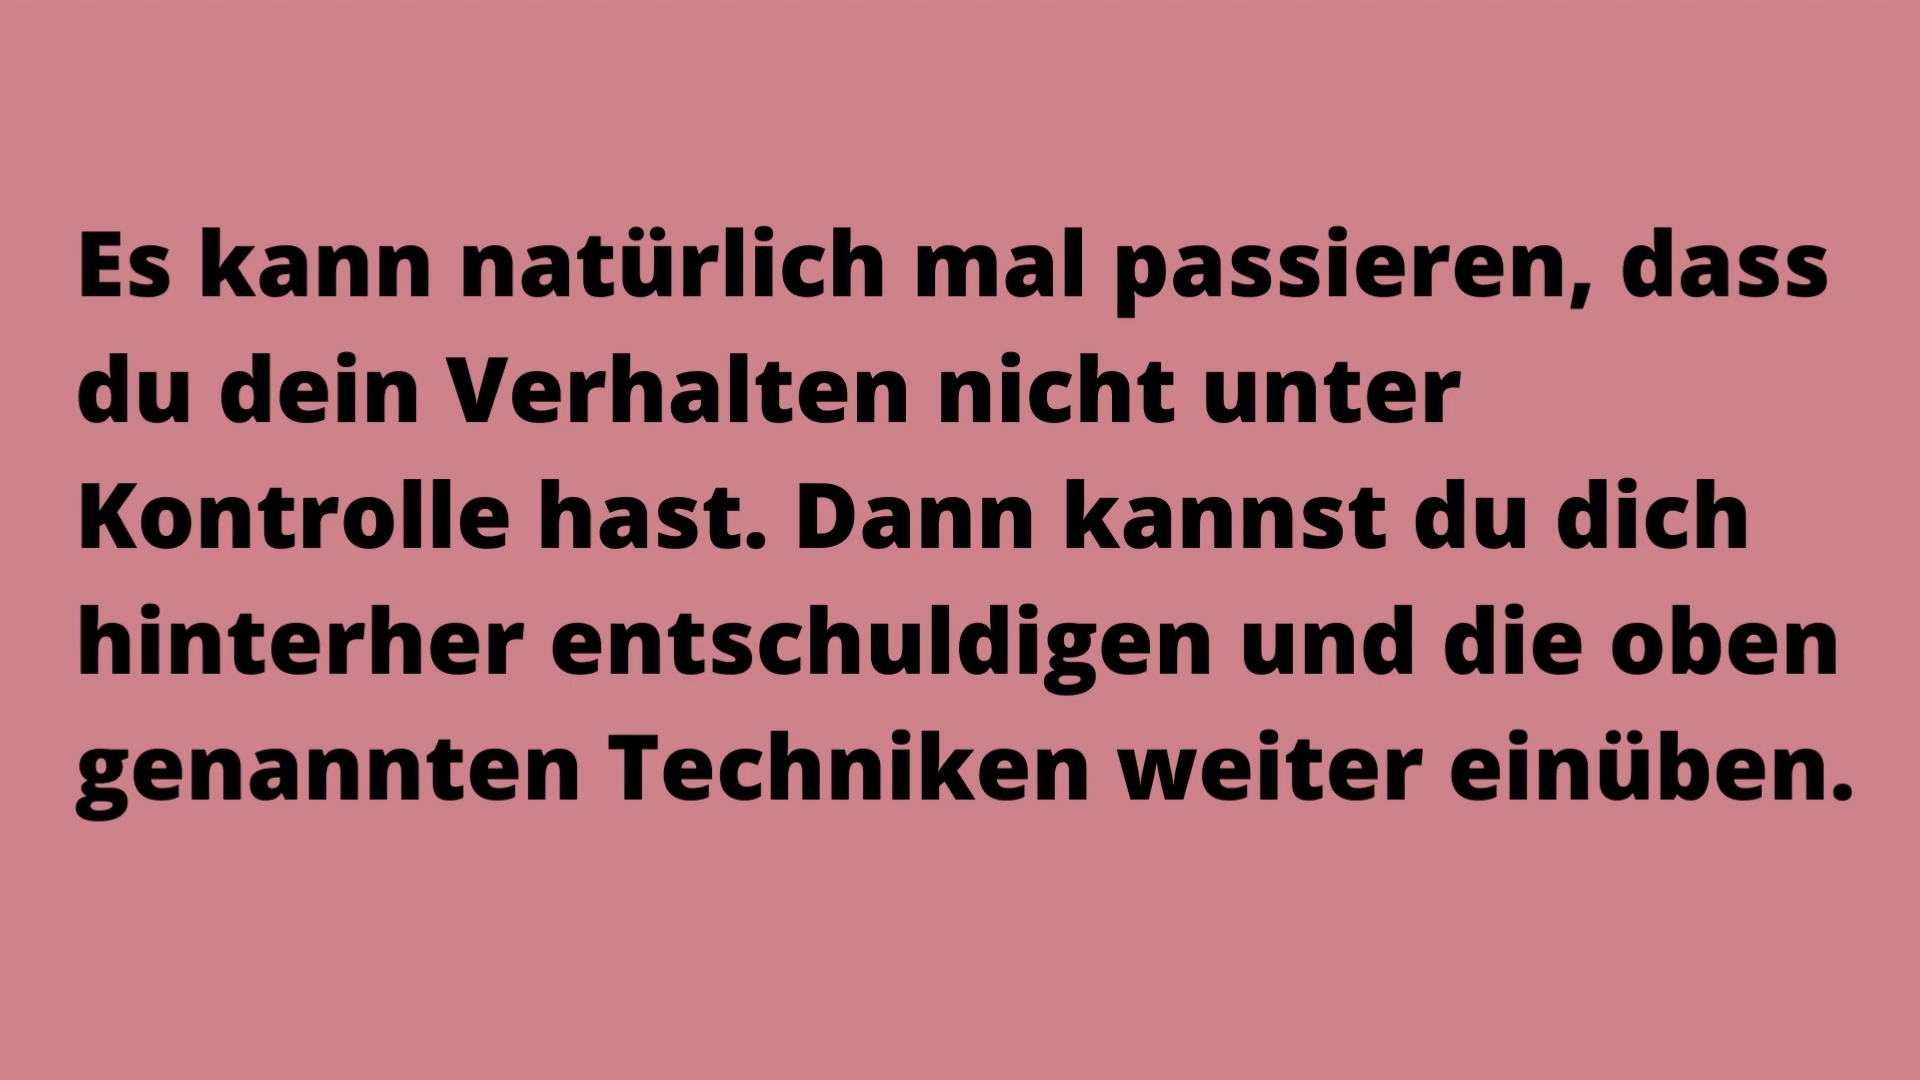 Es kann natürlich mal passieren, dass
du dein Verhalten nicht unter
Kontrolle hast. Dann kannst du dich
hinterher entschuldigen und die oben
genannten Techniken weiter einüben.